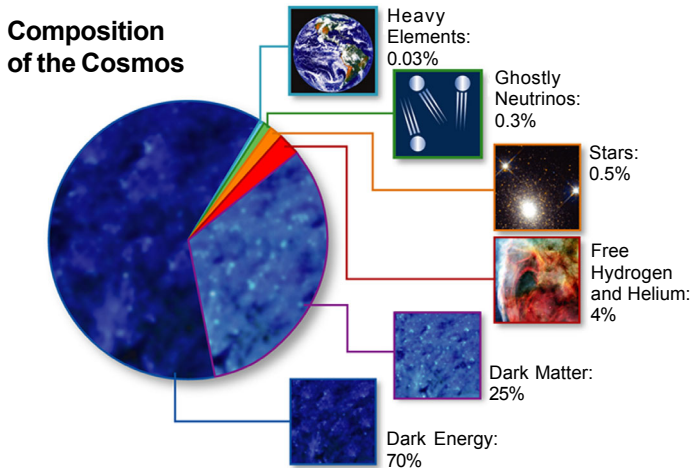 Composition
of the Cosmos
Heavy
Elements:
0.03%
Ghostly
Neutrinos:
0.3%
Stars:
0.5%
Free
Hydrogen
and Helium:
4%
Dark Matter:
25%
Dark Energy:
70%